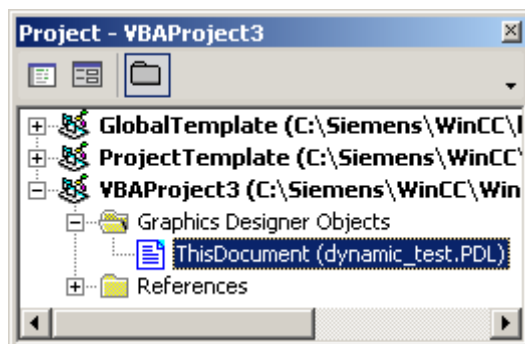 Project - VBAProject3
GlobalTemplate (C:\Siemens\WinCC\
ProjectTemplate (C:\Siemens\WinCC\
VBAProject3 (C:\Siemens\WinCC\Win
Graphics Designer Objects
ThisDocument (dynamic_test.PDL)
References